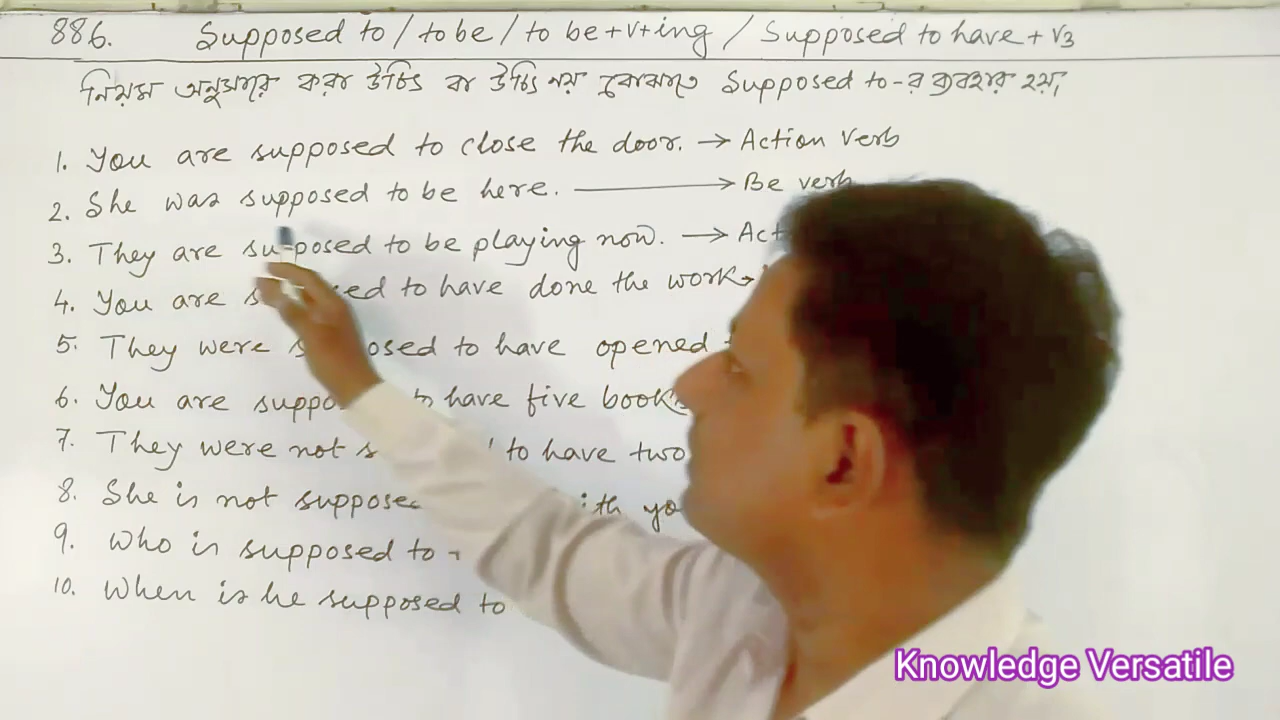 886. Supposed to / to be / to be+v+ing / Supposed to have + v3
নিয়ম অনুসারে করা উচিৎ বা উচিৎ নয় বোঝাতে Supposed to-র ব্যবহার হয়,
1. You are supposed to close the door. → Action verb
2. She was supposed to be here. → Be verb
3. They are supposed to be playing now. → Act
4. You are s sed to have done the work
5. They were s osed to have opened
6. You are suppo to have five books
7. They were not s to have two
8. She is not suppose ith yo
9. Who is supposed to
10. When is he supposed to
Knowledge Versatile